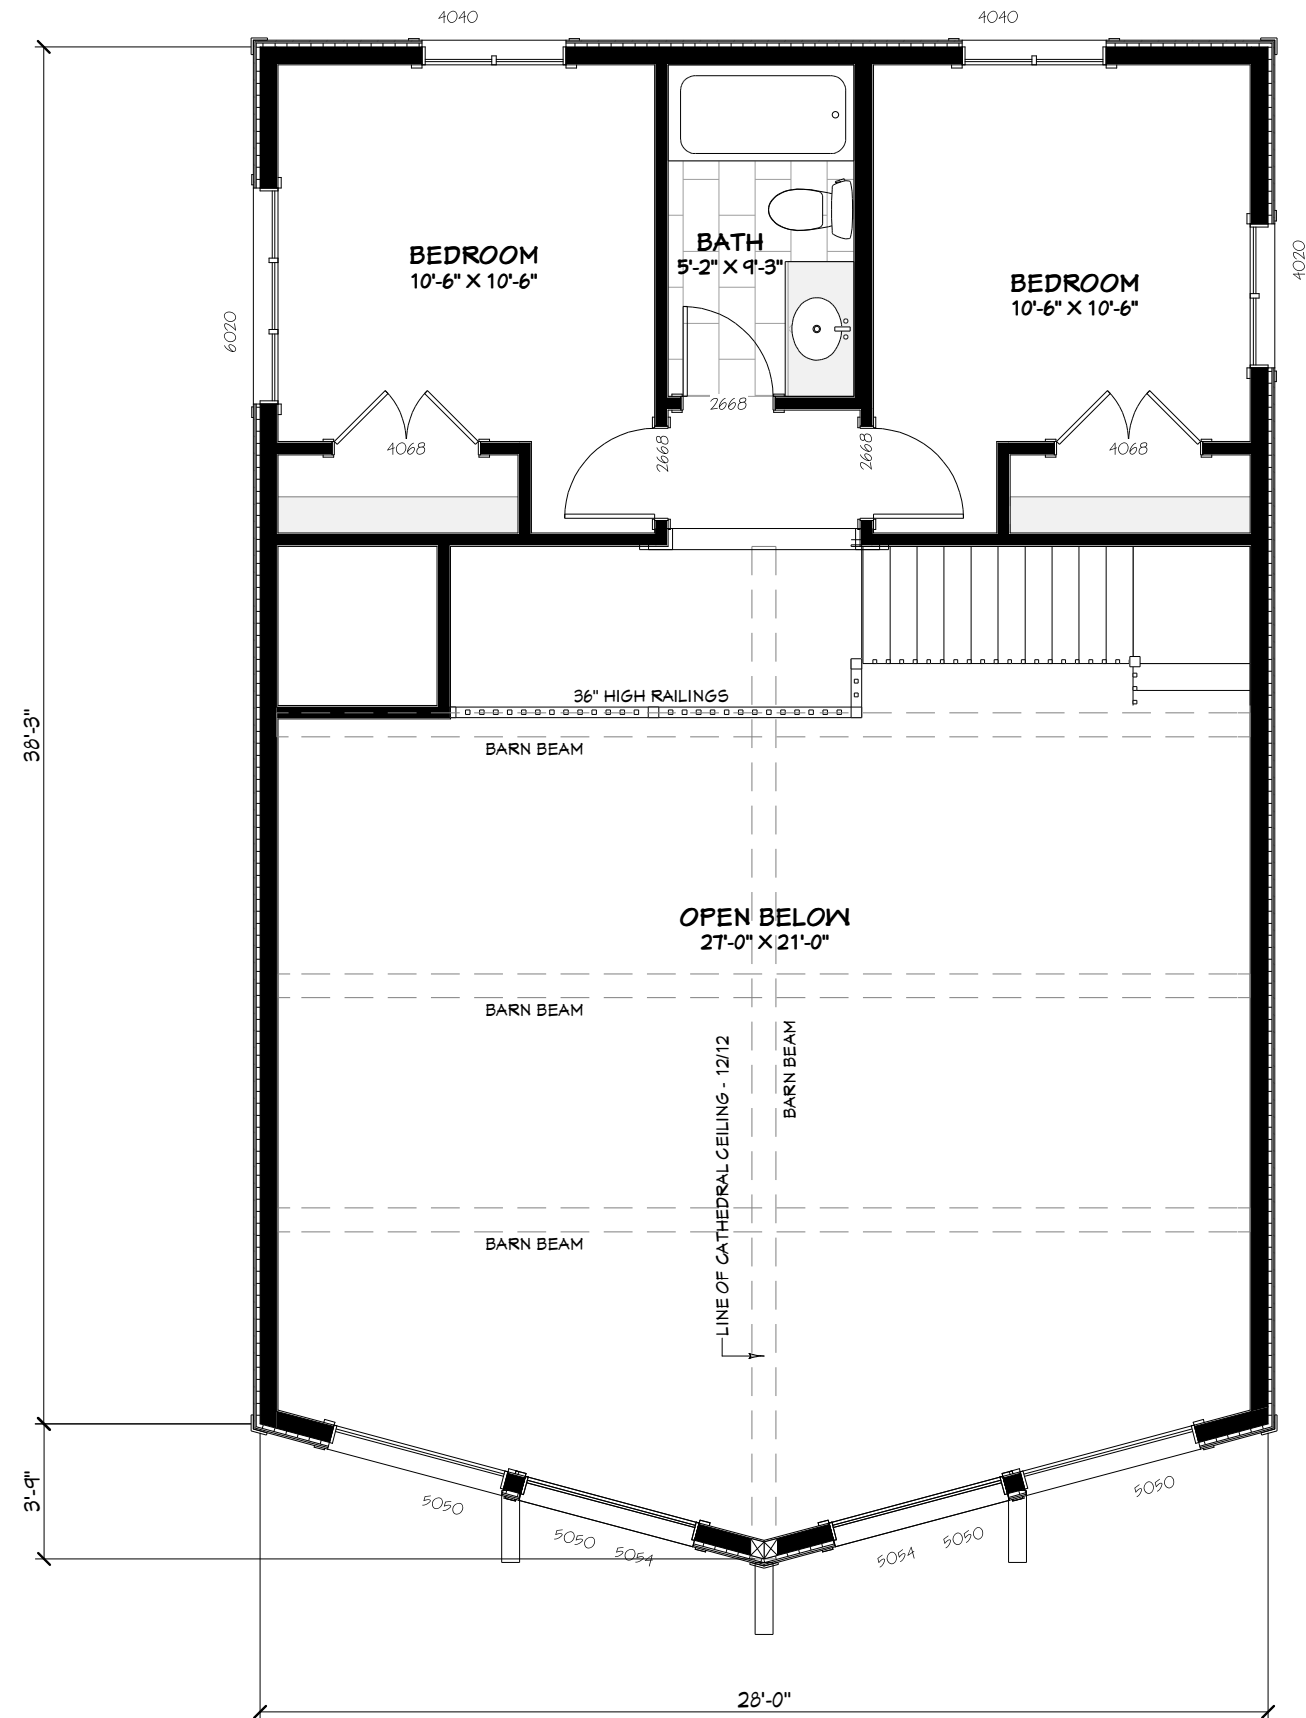 4040
4040
BEDROOM
10'-6" X 10'-6"
BATH
5'-2" X 9'-3"
BEDROOM
10'-6" X 10'-6"
4020
6020
2668
4068
2668
2668
4068
36" HIGH RAILINGS
38'-3"
BARN BEAM
OPEN BELOW
27'-0" X 21'-0"
BARN BEAM
BARN BEAM
LINE OF CATHEDRAL CEILING - 12/12
BARN BEAM
3'-9"
5050
5050
5054
5054
5050
5050
28'-0"